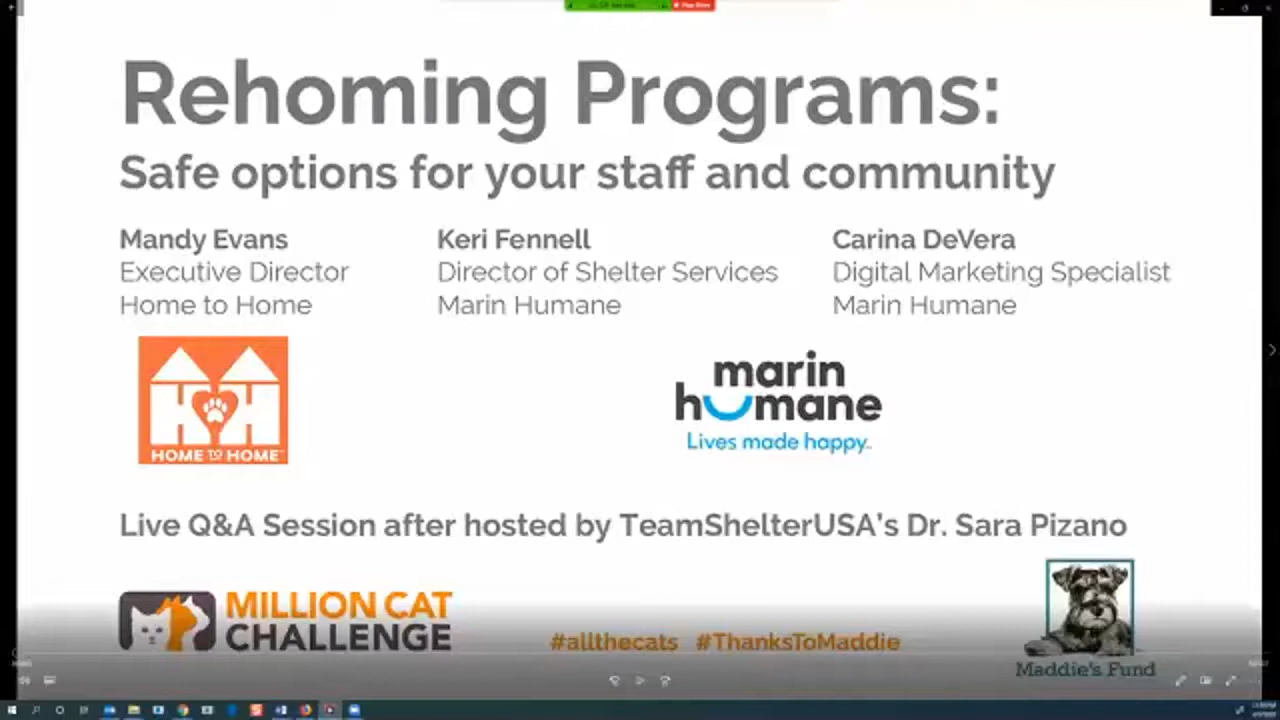 Rehoming Programs:
Safe options for your staff and community
Mandy Evans
Executive Director
Home to Home
Keri Fennell
Director of Shelter Services
Marin Humane
Carina DeVera
Digital Marketing Specialist
Marin Humane
HH
HOME TO HOME
marin
humane
Lives made happy.
Live Q&A Session after hosted by TeamShelterUSA's Dr. Sara Pizano
MILLION CAT
CHALLENGE
#allthecats #ThanksToMaddie
Maddie's Fund